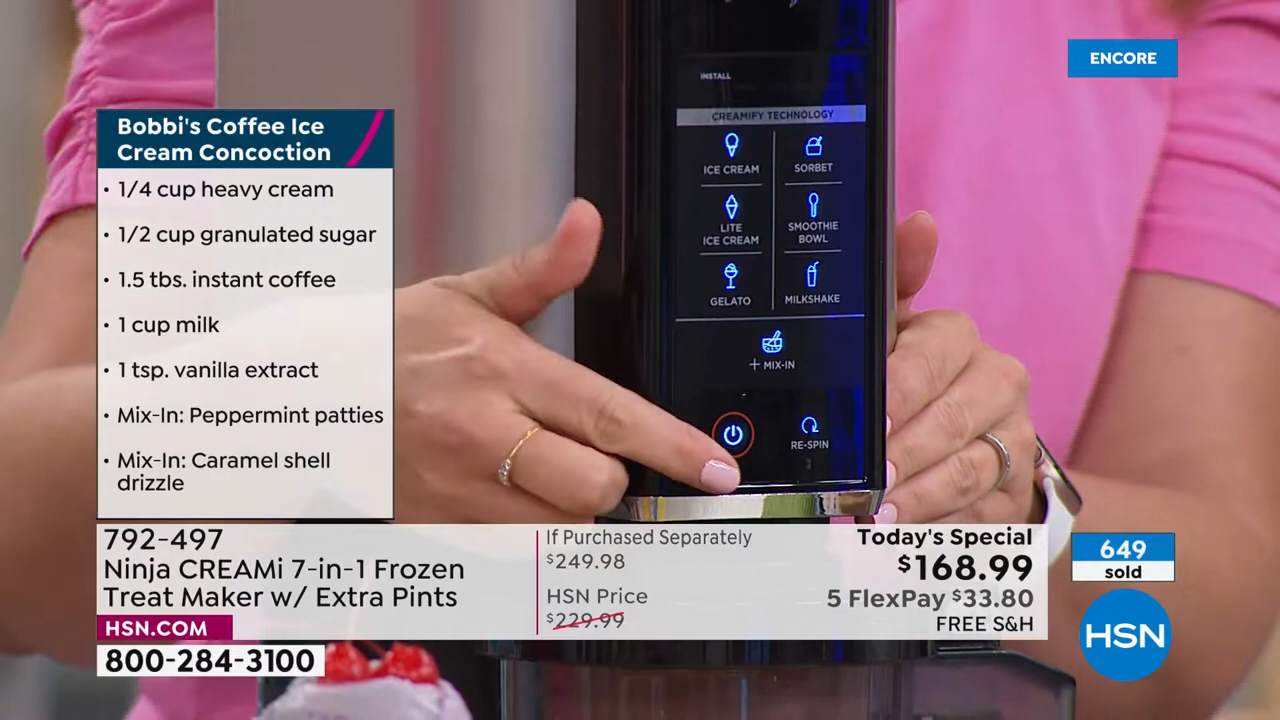 ENCORE
Bobbi's Coffee Ice
Cream Concoction
• 1/4 cup heavy cream
• 1/2 cup granulated sugar
• 1.5 tbs. instant coffee
• 1 cup milk
• 1 tsp. vanilla extract
• Mix-In: Peppermint patties
• Mix-In: Caramel shell
drizzle
INSTALL
CREAMIFY TECHNOLOGY
ICE CREAM
SORBET
LITE
ICE CREAM
SMOOTHIE
BOWL
GELATO
MILKSHAKE
+ MIX-IN
RE-SPIN
792-497
Ninja CREAMi 7-in-1 Frozen
Treat Maker w/ Extra Pints
HSN.COM
800-284-3100
If Purchased Separately
$249.98
HSN Price
$229.99
Today's Special
$168.99
5 FlexPay $33.80
FREE S&H
649
sold
HSN